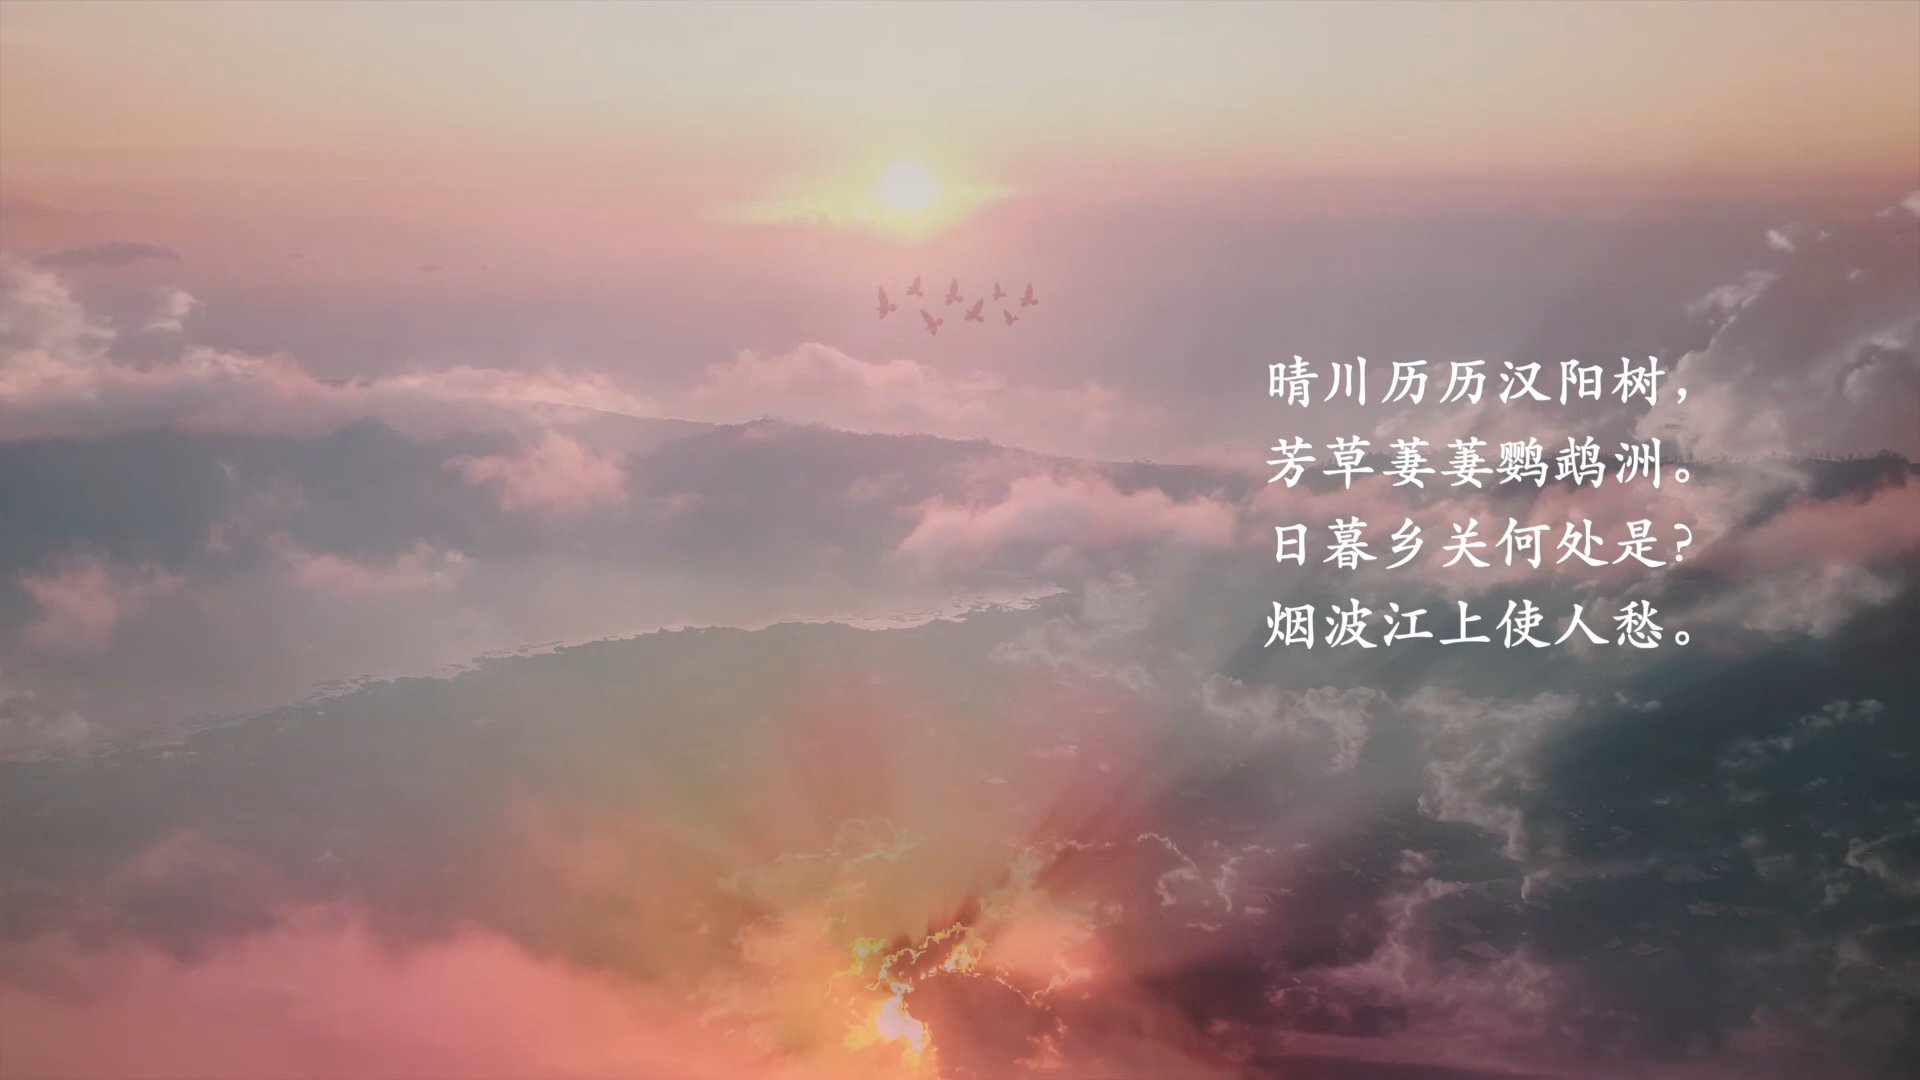 晴川历历汉阳树，
芳草萋萋鹦鹉洲。
日暮乡关何处是?
烟波江上使人愁。